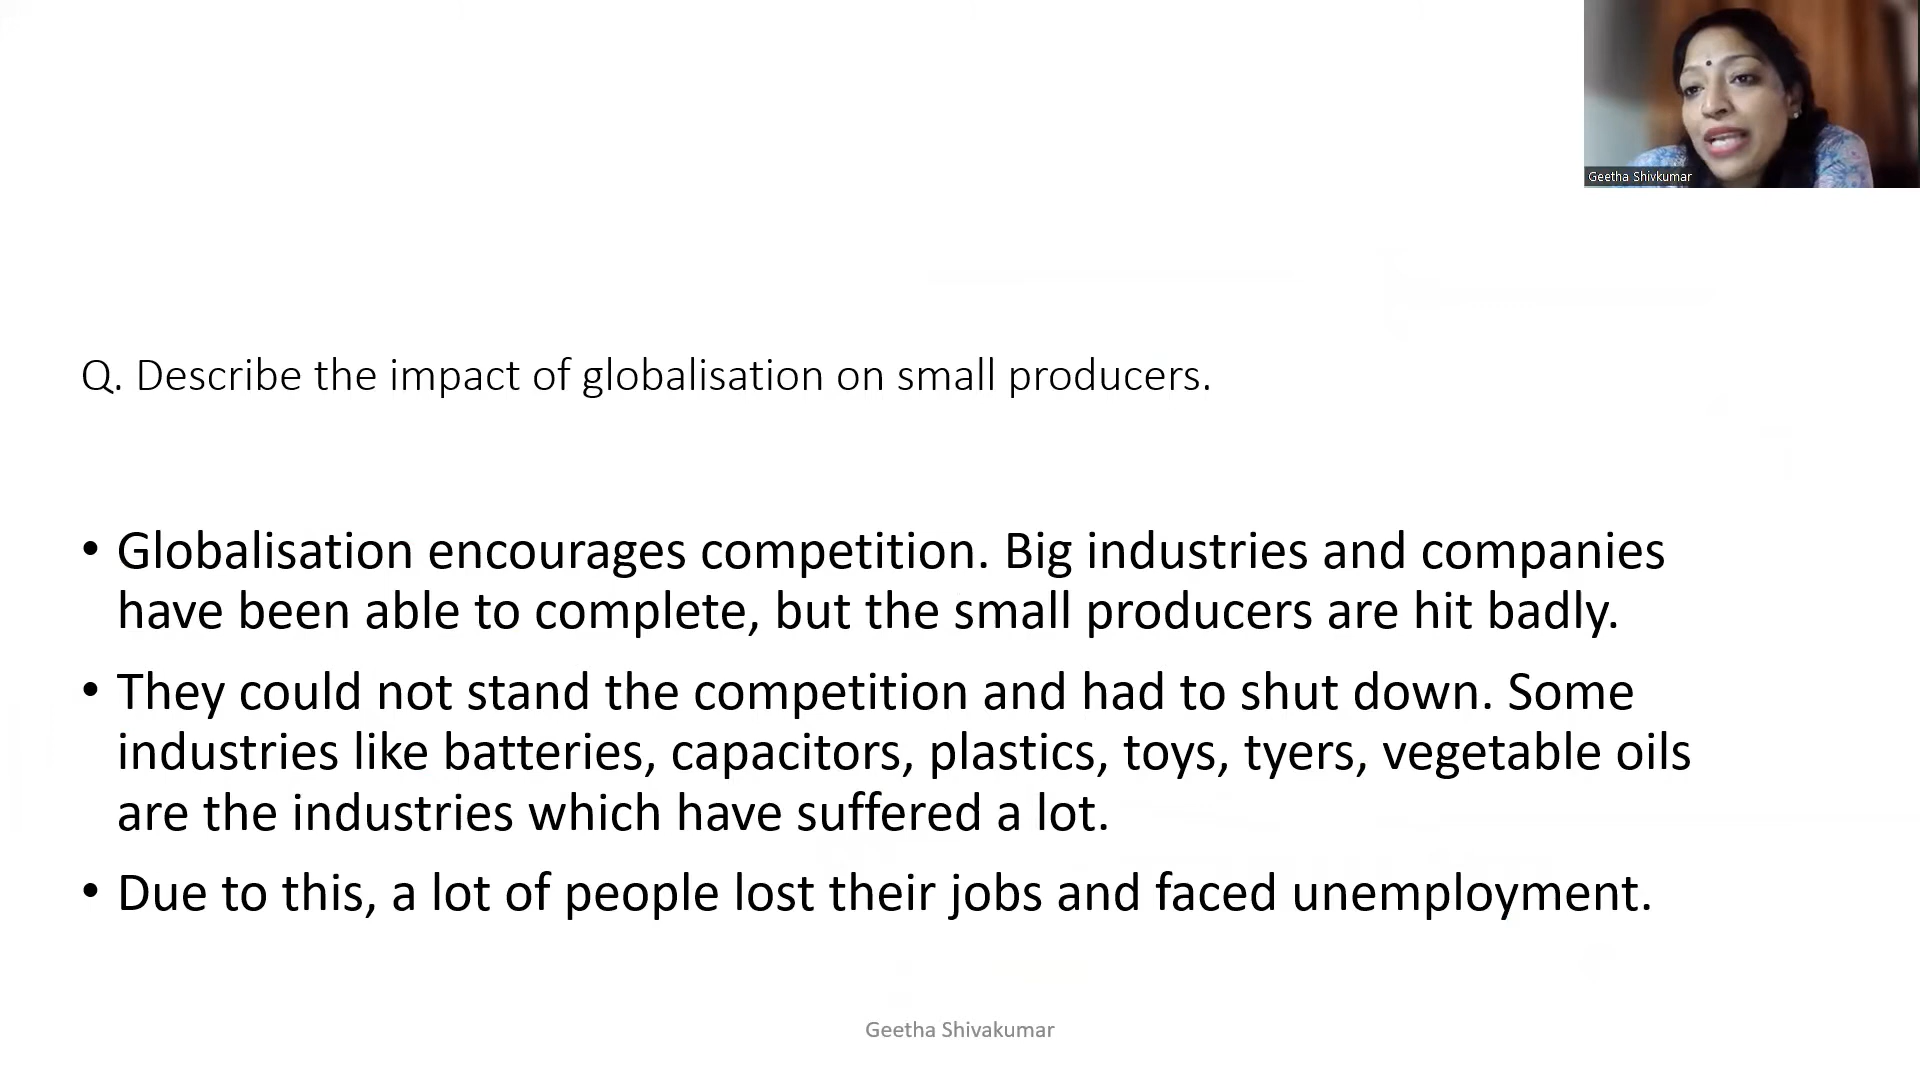 Geetha Shivkumar
Q. Describe the impact of globalisation on small producers.
• Globalisation encourages competition. Big industries and companies
have been able to complete, but the small producers are hit badly.
• They could not stand the competition and had to shut down. Some
industries like batteries, capacitors, plastics, toys, tyers, vegetable oils
are the industries which have suffered a lot.
• Due to this, a lot of people lost their jobs and faced unemployment.
Geetha Shivakumar